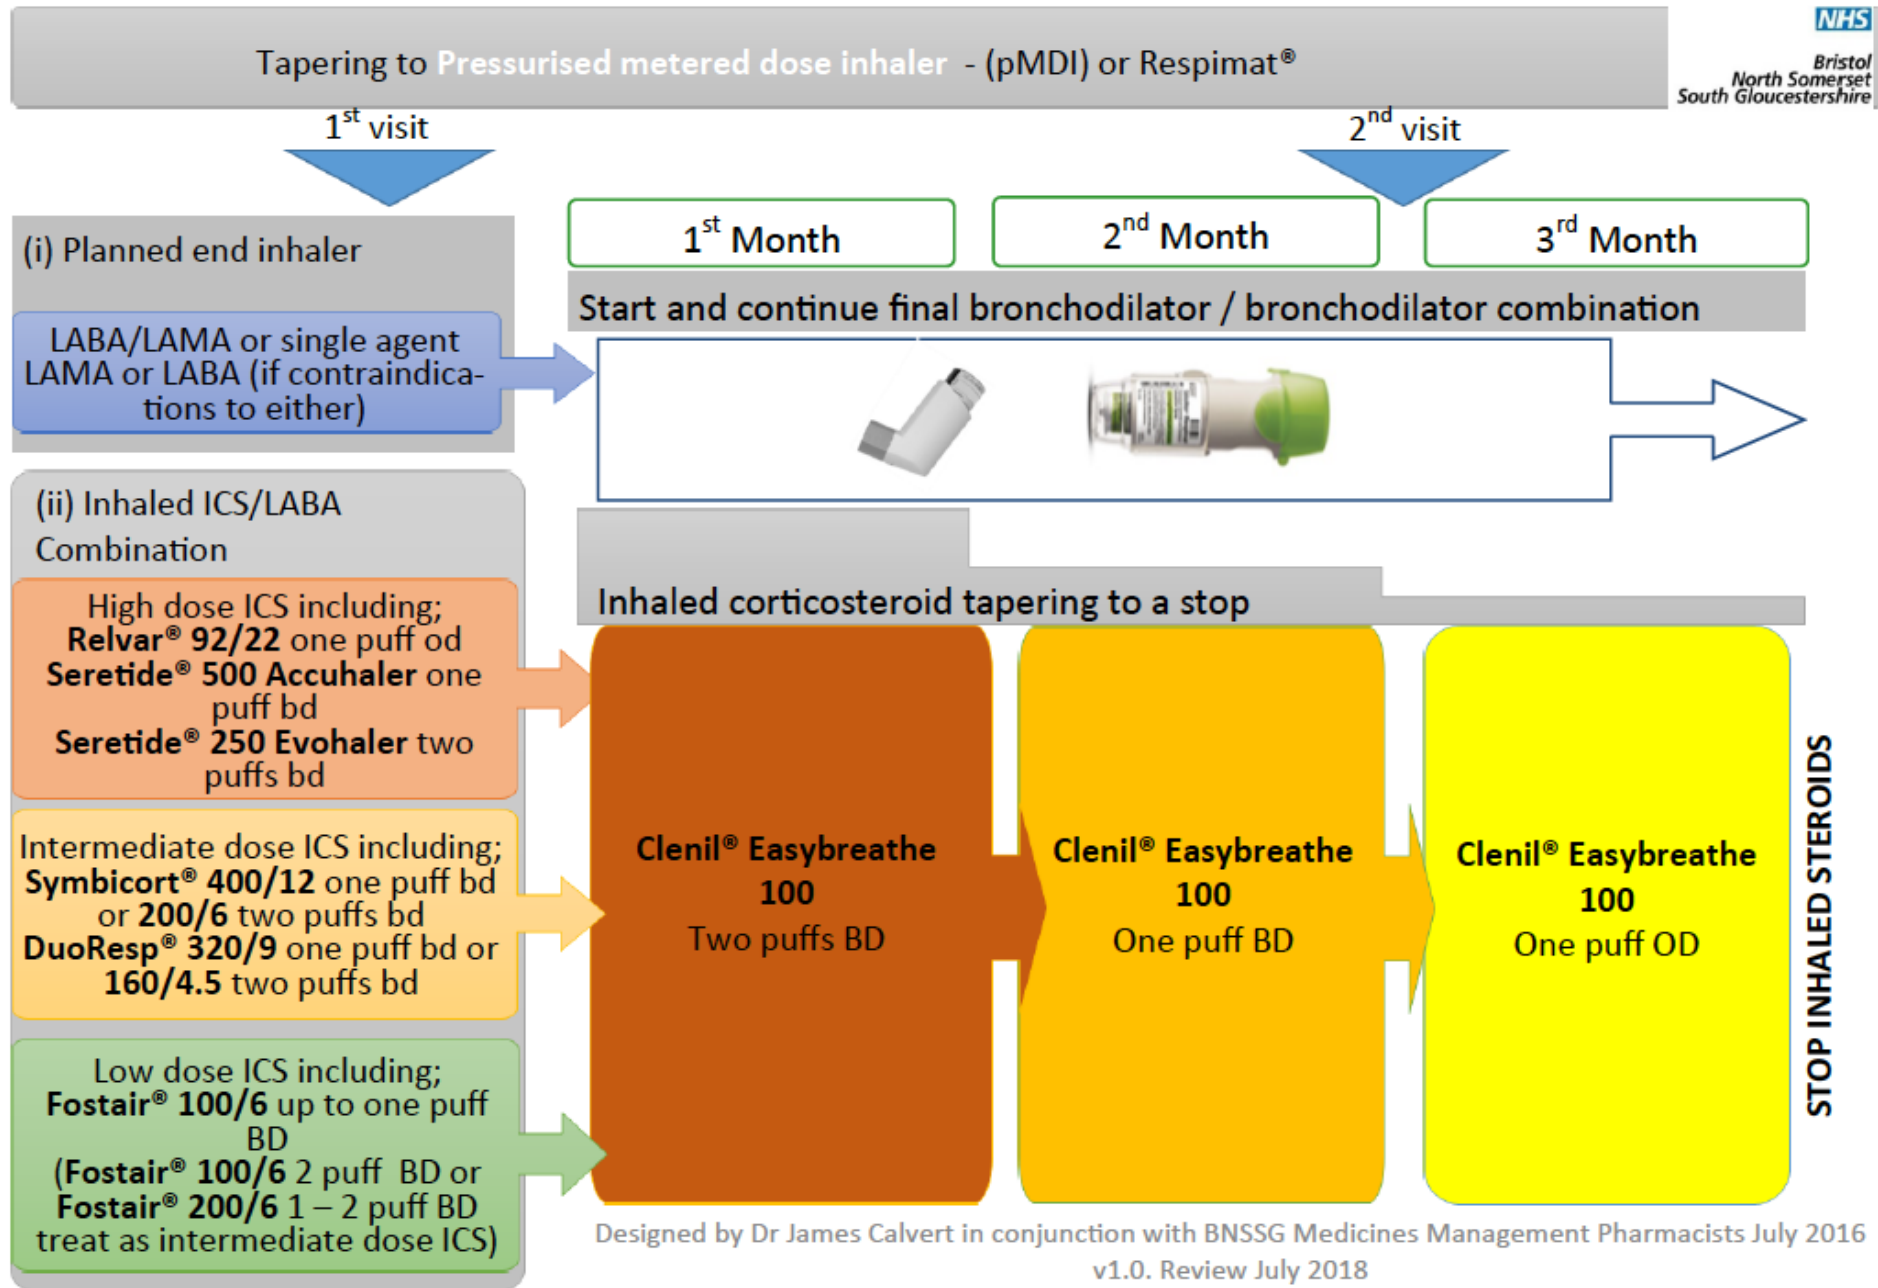 Tapering to Pressurised metered dose inhaler - (pMDI) or Respimat®
NHS
Bristol
North Somerset
South Gloucestershire
1st visit
2nd visit
(i) Planned end inhaler
LABA/LAMA or single agent
LAMA or LABA (if contraindica-
tions to either)
1st Month
2nd Month
3rd Month
Start and continue final bronchodilator / bronchodilator combination
(ii) Inhaled ICS/LABA
Combination
High dose ICS including;
Relvar® 92/22 one puff od
Seretide® 500 Accuhaler one
puff bd
Seretide® 250 Evohaler two
puffs bd
Intermediate dose ICS including;
Symbicort® 400/12 one puff bd
or 200/6 two puffs bd
DuoResp® 320/9 one puff bd or
160/4.5 two puffs bd
Low dose ICS including;
Fostair® 100/6 up to one puff
BD
(Fostair® 100/6 2 puff  BD or
Fostair® 200/6 1 – 2 puff BD
treat as intermediate dose ICS)
Inhaled corticosteroid tapering to a stop
Clenil® Easybreathe
100
Two puffs BD
Clenil® Easybreathe
100
One puff BD
Clenil® Easybreathe
100
One puff OD
STOP INHALED STEROIDS
Designed by Dr James Calvert in conjunction with BNSSG Medicines Management Pharmacists July 2016
v1.0. Review July 2018